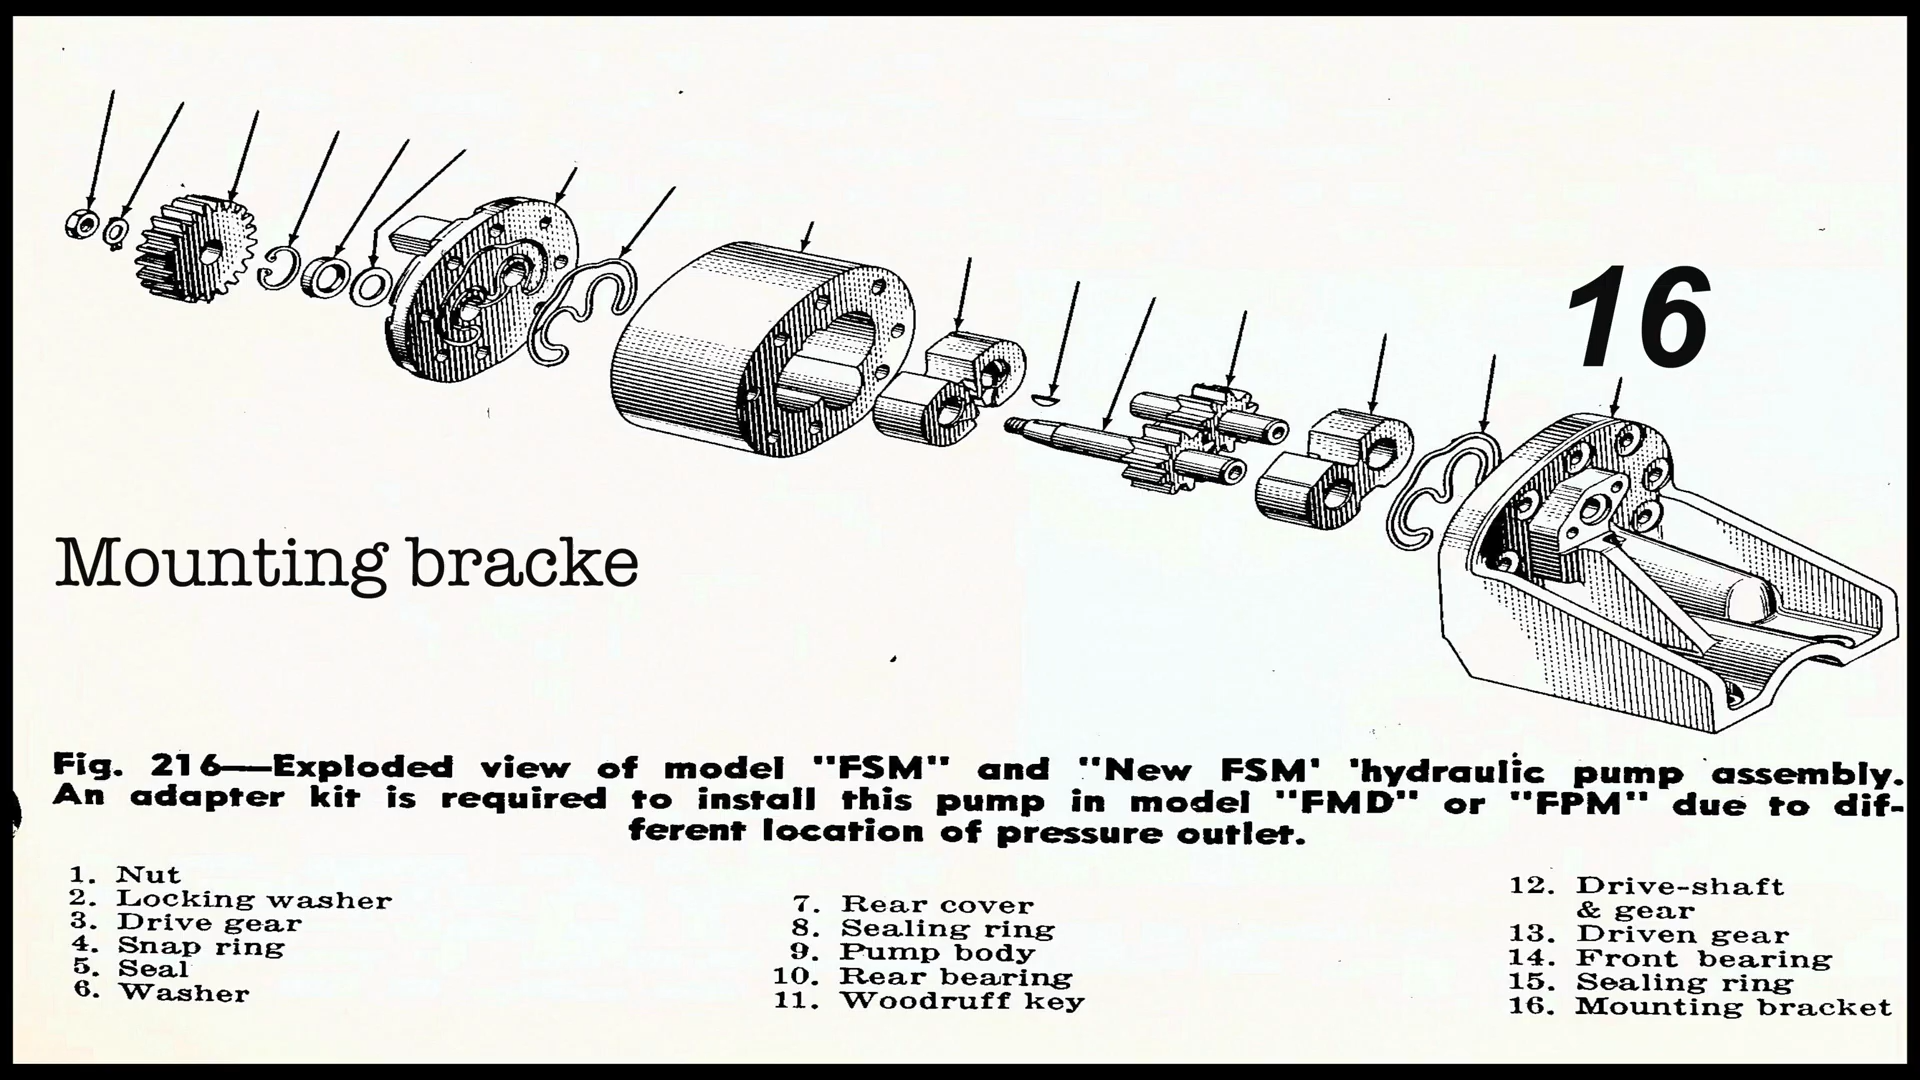 16
Mounting bracke
Fig. 216—Exploded view of model "FSM" and "New FSM' 'hydraulic pump assembly.
An adapter kit is required to install this pump in model "FMD" or "FPM" due to dif-
ferent location of pressure outlet.
1. Nut
2. Locking washer
3. Drive gear
4. Snap ring
5. Seal
6. Washer
7. Rear cover
8. Sealing ring
9. Pump body
10. Rear bearing
11. Woodruff key
12. Drive-shaft
& gear
13. Driven gear
14. Front bearing
15. Sealing ring
16. Mounting bracket